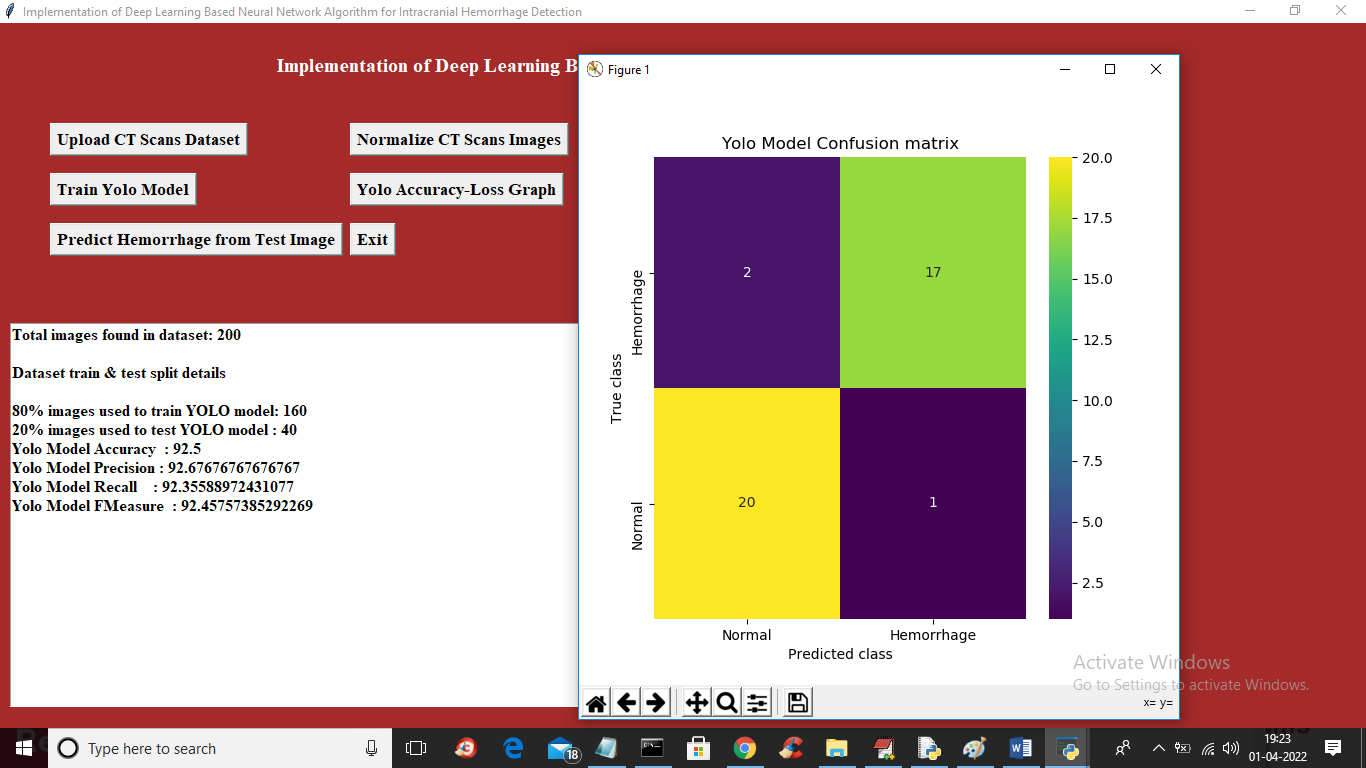 Implementation of Deep Learning Based Neural Network Algorithm for Intracranial Hemorrhage Detection
Implementation of Deep Learning B
Figure 1
Upload CT Scans Dataset
Normalize CT Scans Images
Train Yolo Model
Yolo Accuracy-Loss Graph
Predict Hemorrhage from Test Image
Exit
Total images found in dataset: 200
Dataset train & test split details
80% images used to train YOLO model: 160
20% images used to test YOLO model : 40
Yolo Model Accuracy : 92.5
Yolo Model Precision : 92.67676767676767
Yolo Model Recall : 92.35588972431077
Yolo Model FMeasure : 92.45757385292269
Yolo Model Confusion matrix
True class
Hemorrhage
Normal
2
17
20
1
Normal
Hemorrhage
Predicted class
20.0
17.5
15.0
12.5
10.0
7.5
5.0
2.5
Activate Windows
Go to Settings to activate Windows.
x= y=
Type here to search
18
19:23
01-04-2022